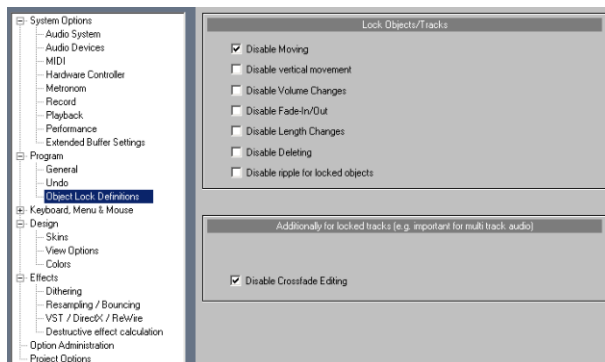 System Options
Audio System
Audio Devices
MIDI
Hardware Controller
Metronom
Record
Playback
Performance
Extended Buffer Settings
Program
General
Undo
Object Lock Definitions
Keyboard, Menu & Mouse
Design
Skins
View Options
Colors
Effects
Dithering
Resampling / Bouncing
VST / DirectX / ReWire
Destructive effect calculation
Option Administration
Project Options
Lock Objects/Tracks
Disable Moving
Disable vertical movement
Disable Volume Changes
Disable Fade-In/Out
Disable Length Changes
Disable Deleting
Disable ripple for locked objects
Additionally for locked tracks (e.g. important for multi track audio)
Disable Crossfade Editing